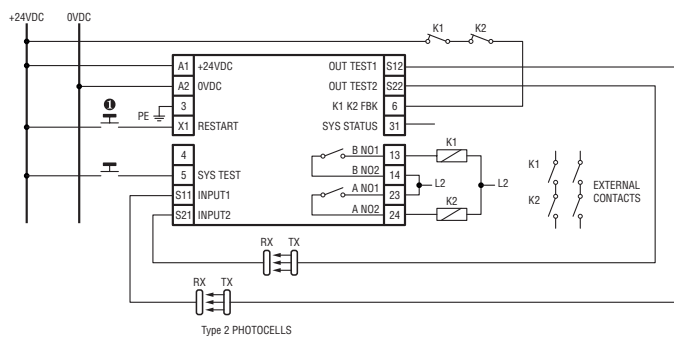 +24VDC 0VDC
K1 K2
A1 +24VDC OUT TEST1 S12
A2 0VDC OUT TEST2 S22
PE 3 K1 K2 FBK 6
❶ X1 RESTART SYS STATUS 31
4 B NO1 13 K1
5 SYS TEST B NO2 14 L2 L2
S11 INPUT1 A NO1 23
S21 INPUT2 A NO2 24 K2
K1
K2
EXTERNAL
CONTACTS
RX TX
RX TX
Type 2 PHOTOCELLS